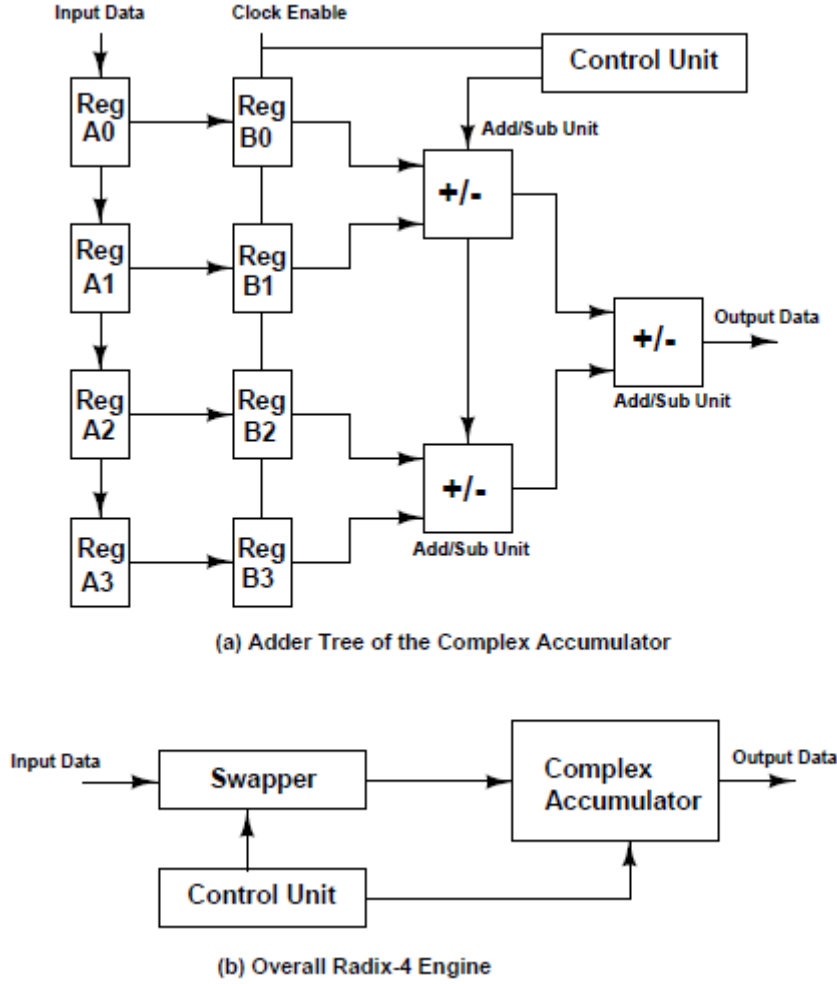 Input Data
Clock Enable
Control Unit
Reg
A0
Reg
B0
Add/Sub Unit
+/-
Reg
A1
Reg
B1
Output Data
+/-
Add/Sub Unit
Reg
A2
Reg
B2
+/-
Add/Sub Unit
Reg
A3
Reg
B3
(a) Adder Tree of the Complex Accumulator
Input Data
Swapper
Complex
Accumulator
Output Data
Control Unit
(b) Overall Radix-4 Engine